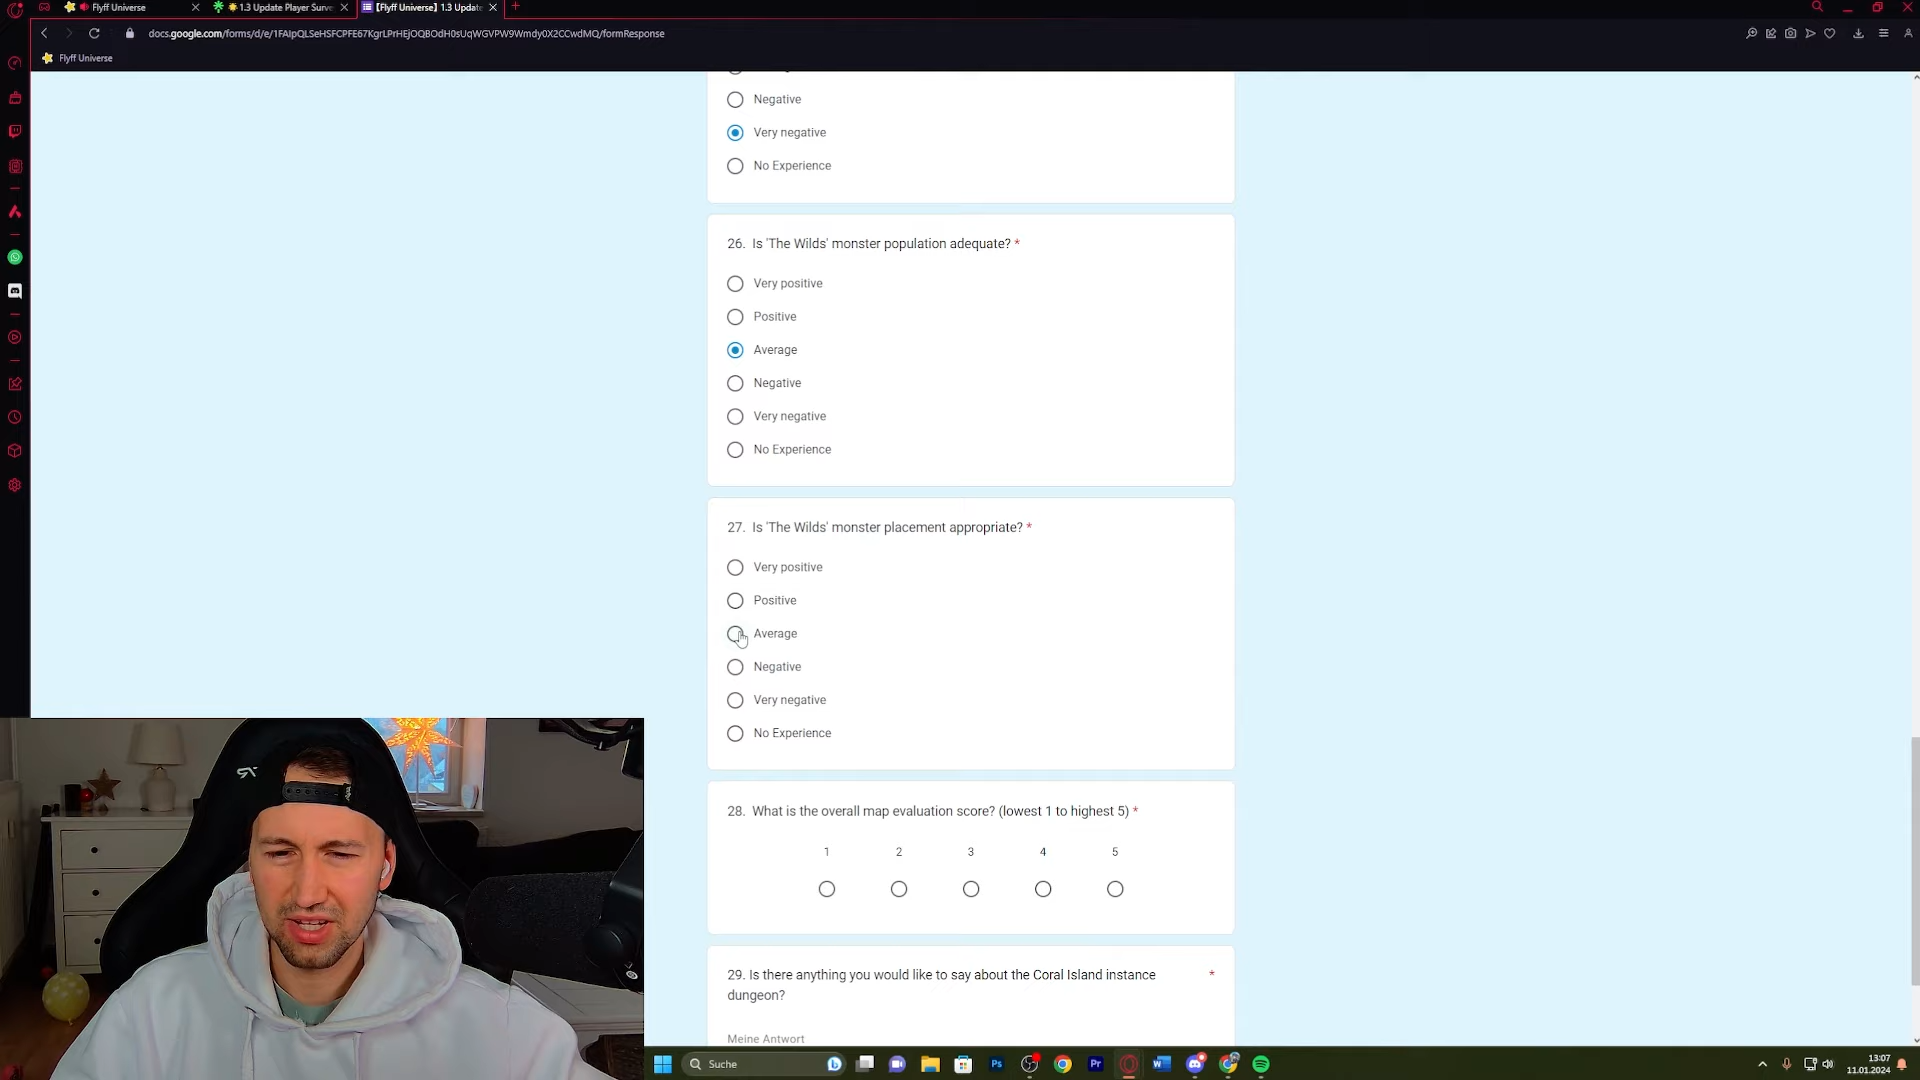 Flyff Universe
1.3 Update Player Surve
[Flyff Universe] 1.3 Updat
docs.google.com/forms/d/e/1FAIpQLSeHSFCPFE67KgrLPrHEjOQBOdH0sUqWGVPW9Wmdy0X2CCwdMQ/formResponse
Flyff Universe
Negative
Very negative
No Experience
26. Is 'The Wilds' monster population adequate? *
Very positive
Positive
Average
Negative
Very negative
No Experience
27. Is 'The Wilds' monster placement appropriate? *
Very positive
Positive
Average
Negative
Very negative
No Experience
28. What is the overall map evaluation score? (lowest 1 to highest 5) *
1 2 3 4 5
29. Is there anything you would like to say about the Coral Island instance *
dungeon?
Meine Antwort
Suche
13:07
11.01.2024